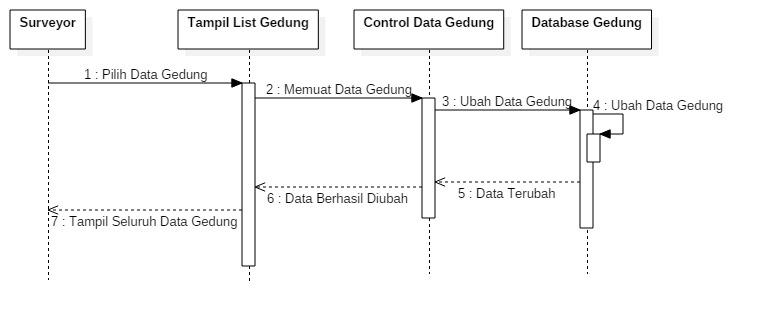 Surveyor
Tampil List Gedung
Control Data Gedung
Database Gedung
1 : Pilih Data Gedung
2 : Memuat Data Gedung
3 : Ubah Data Gedung
4 : Ubah Data Gedung
5 : Data Terubah
6 : Data Berhasil Diubah
7 : Tampil Seluruh Data Gedung